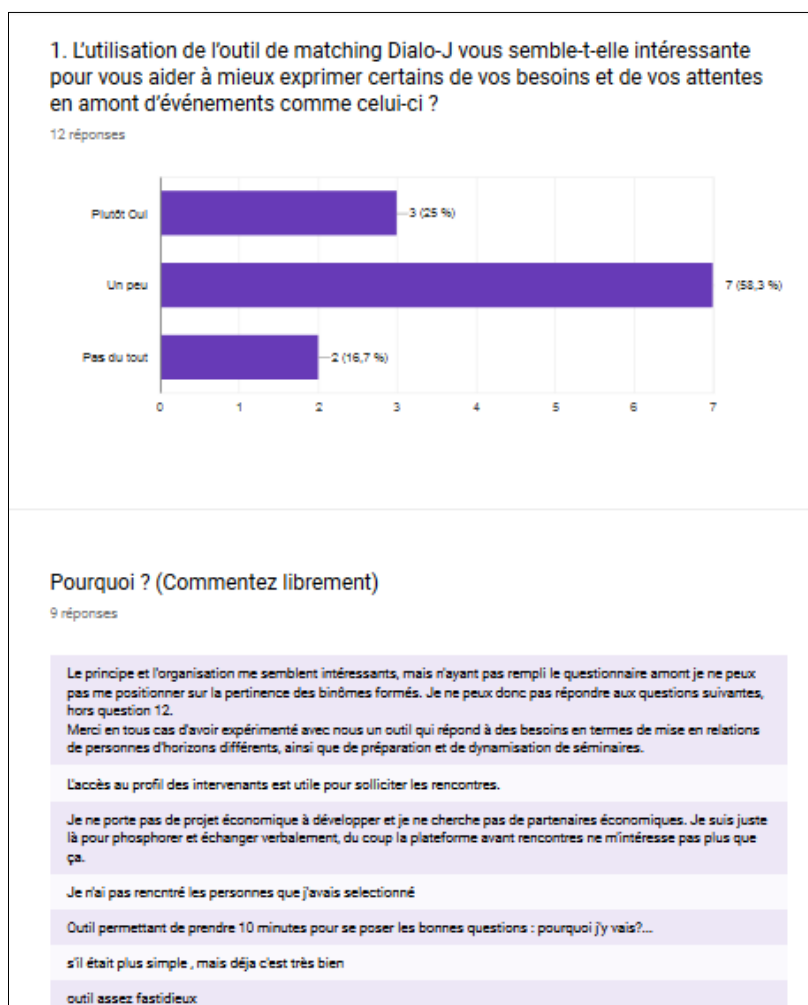 1. L'utilisation de l'outil de matching Dialo-J vous semble-t-elle intéressante
pour vous aider à mieux exprimer certains de vos besoins et de vos attentes
en amont d'événements comme celui-ci ?
12 réponses
Plutôt Oui
3 (25 %)
Un peu
7 (58,3 %)
Pas du tout
2 (16,7 %)
0 1 2 3 4 5 6 7
Pourquoi ? (Commentez librement)
9 réponses
Le principe et l'organisation me semblent intéressants, mais n'ayant pas rempli le questionnaire amont je ne peux
pas me positionner sur la pertinence des binômes formés. Je ne peux donc pas répondre aux questions suivantes,
hors question 12.
Merci en tous cas d'avoir expérimenté avec nous un outil qui répond à des besoins en termes de mise en relations
de personnes d'horizons différents, ainsi que de préparation et de dynamisation de séminaires.
L'accès au profil des intervenants est utile pour solliciter les rencontres.
Je ne porte pas de projet économique à développer et je ne cherche pas de partenaires économiques. Je suis juste
là pour phosphorer et échanger verbalement, du coup la plateforme avant rencontres ne m'intéresse pas plus que
ça.
Je n'ai pas rencntré les personnes que j'avais selectionné
Outil permettant de prendre 10 minutes pour se poser les bonnes questions : pourquoi j'y vais?...
s'il était plus simple , mais déja c'est très bien
outil assez fastidieux